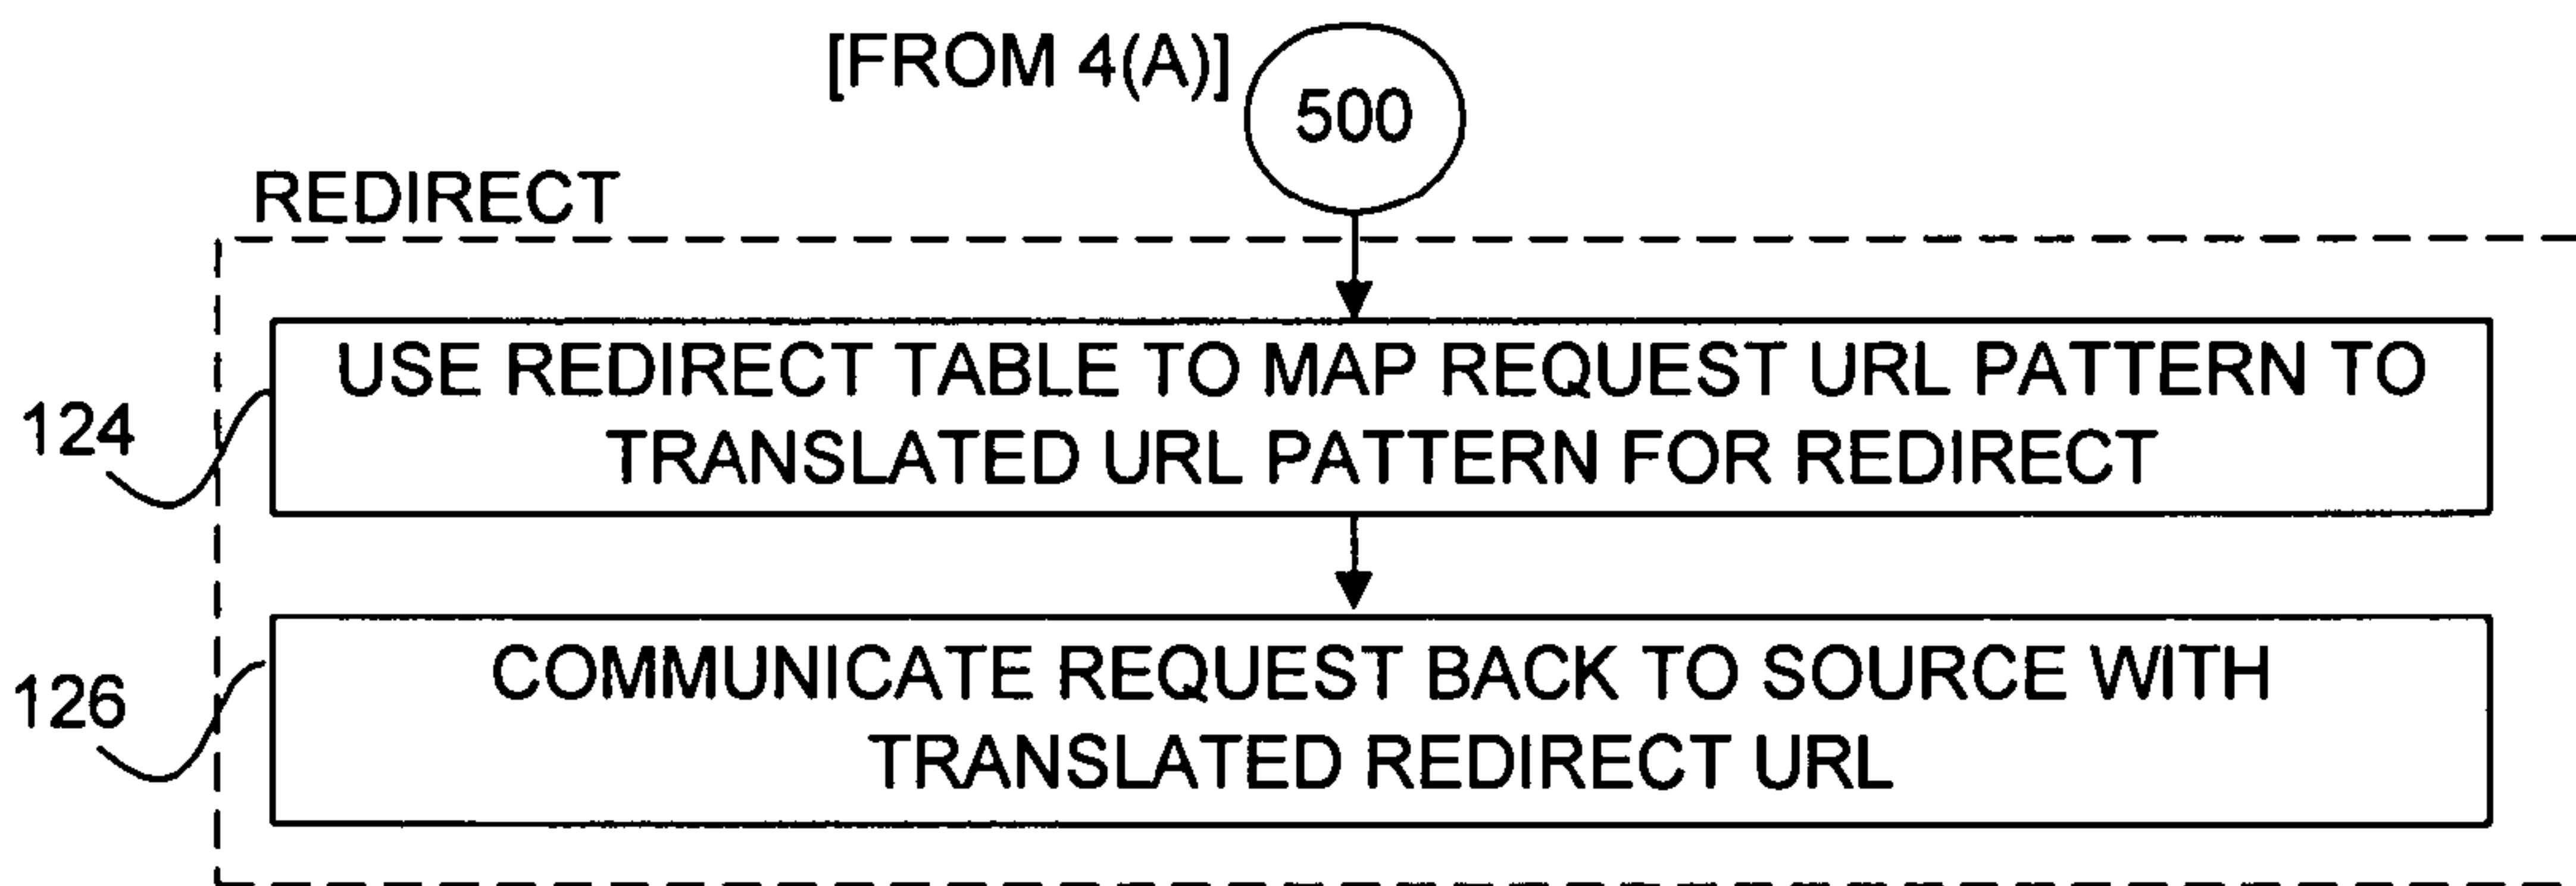 [FROM 4(A)]
500
REDIRECT
USE REDIRECT TABLE TO MAP REQUEST URL PATTERN TO
TRANSLATED URL PATTERN FOR REDIRECT
124
COMMUNICATE REQUEST BACK TO SOURCE WITH
TRANSLATED REDIRECT URL
126